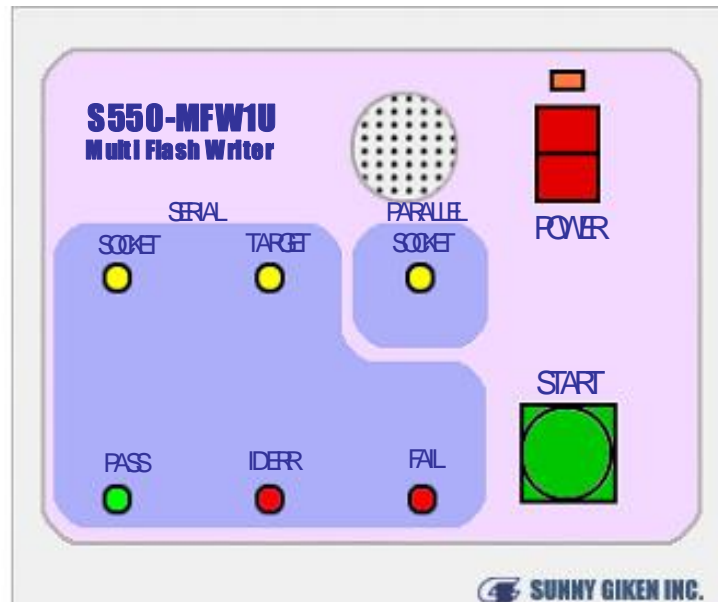 S550-MFW1U
Multi Flash Writer
SERIAL
PARALLEL
SOCKET
TARGET
SOCKET
POWER
START
PASS
IDERR
FAIL
SUNNY GIKEN INC.